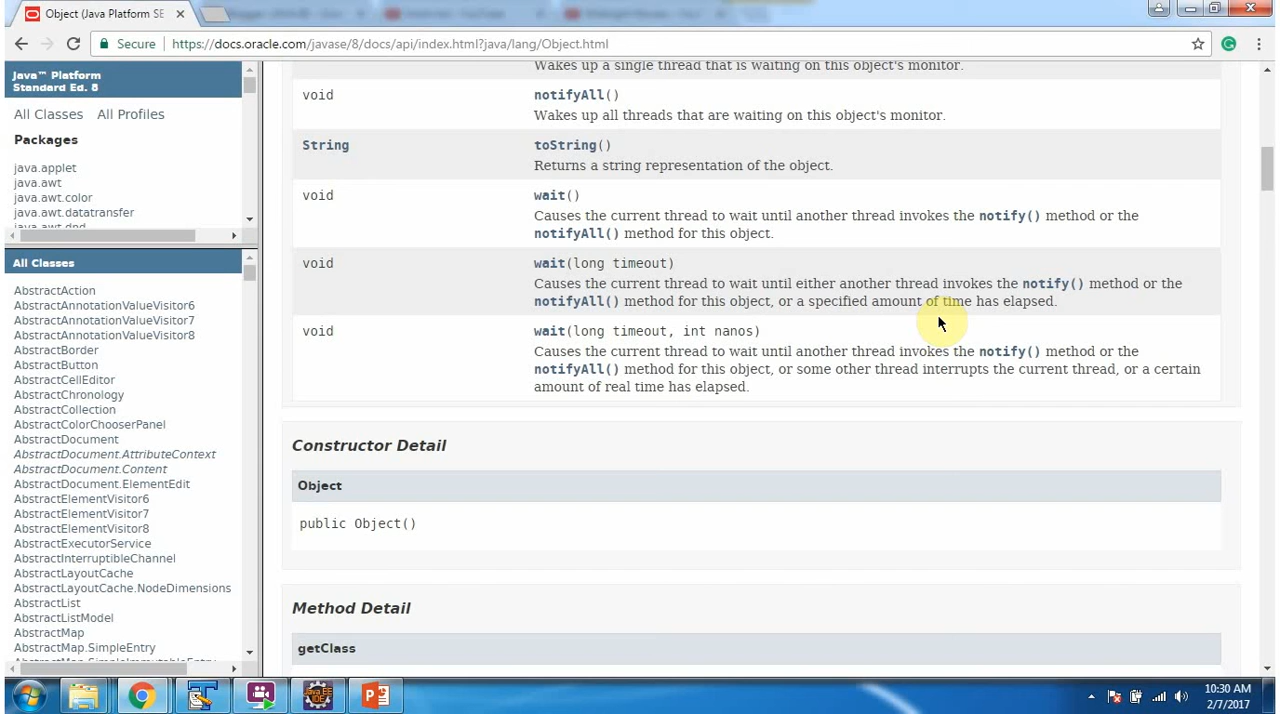 Object (Java Platform SE
Secure
https://docs.oracle.com/javase/8/docs/api/index.html?java/lang/Object.html
Java™ Platform
Standard Ed. 8
All Classes All Profiles
Packages
java.applet
java.awt
java.awt.color
java.awt.datatransfer
java.awt.dnd
All Classes
AbstractAction
AbstractAnnotationValueVisitor6
AbstractAnnotationValueVisitor7
AbstractAnnotationValueVisitor8
AbstractBorder
AbstractButton
AbstractCellEditor
AbstractChronology
AbstractCollection
AbstractColorChooserPanel
AbstractDocument
AbstractDocument.AttributeContext
AbstractDocument.Content
AbstractDocument.ElementEdit
AbstractElementVisitor6
AbstractElementVisitor7
AbstractElementVisitor8
AbstractExecutorService
AbstractInterruptibleChannel
AbstractLayoutCache
AbstractLayoutCache.NodeDimensions
AbstractList
AbstractListModel
AbstractMap
AbstractMap.SimpleEntry
AbstractMap.SimpleImmutableEntry
Wakes up a single thread that is waiting on this object's monitor.
void notifyAll()
Wakes up all threads that are waiting on this object's monitor.
String toString()
Returns a string representation of the object.
void wait()
Causes the current thread to wait until another thread invokes the notify() method or the
notifyAll() method for this object.
void wait(long timeout)
Causes the current thread to wait until either another thread invokes the notify() method or the
notifyAll() method for this object, or a specified amount of time has elapsed.
void wait(long timeout, int nanos)
Causes the current thread to wait until another thread invokes the notify() method or the
notifyAll() method for this object, or some other thread interrupts the current thread, or a certain
amount of real time has elapsed.
Constructor Detail
Object
public Object()
Method Detail
getClass
Java EE
IDE
10:30 AM
2/7/2017